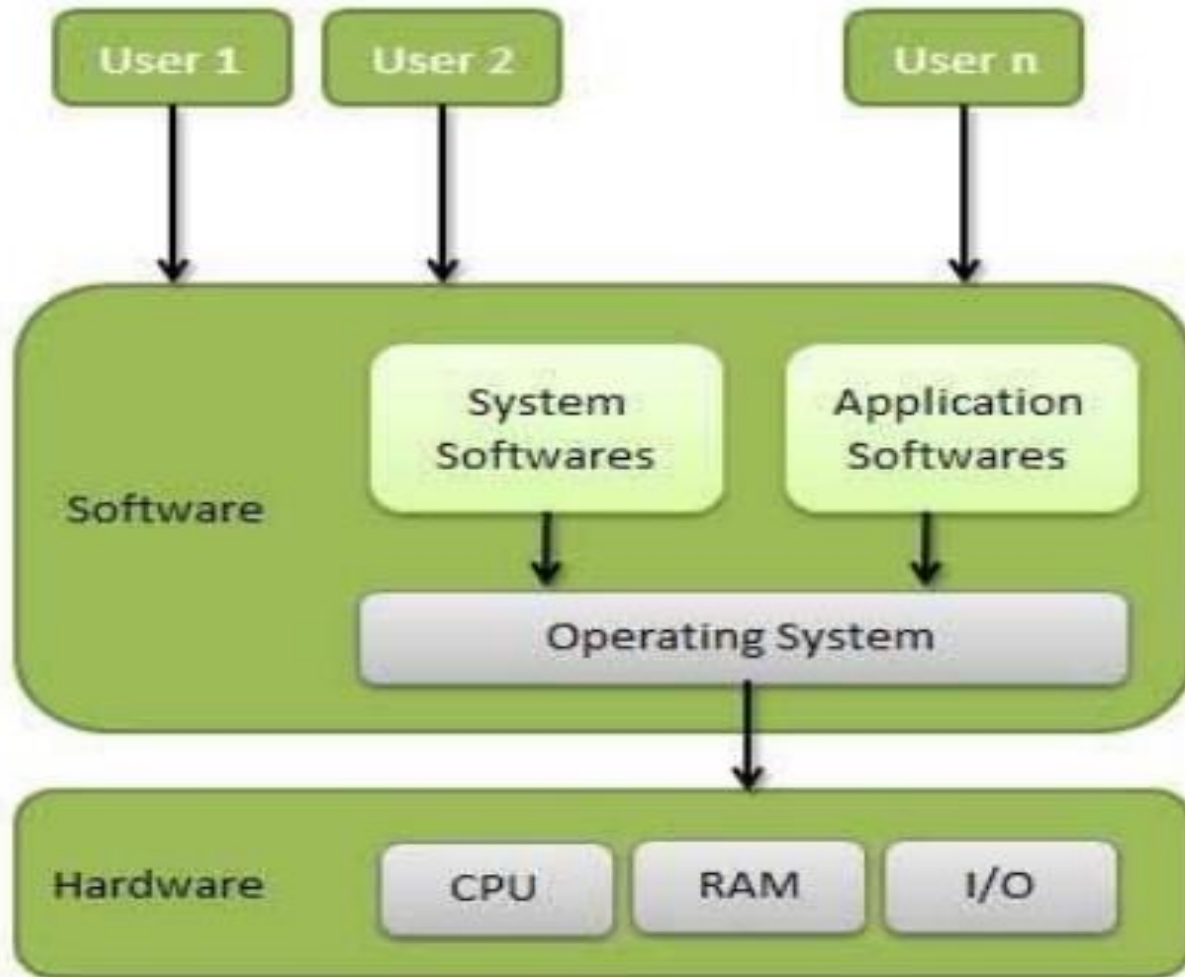 User 1
User 2
User n
System
Softwares
Application
Softwares
Software
Operating System
Hardware
CPU
RAM
I/O